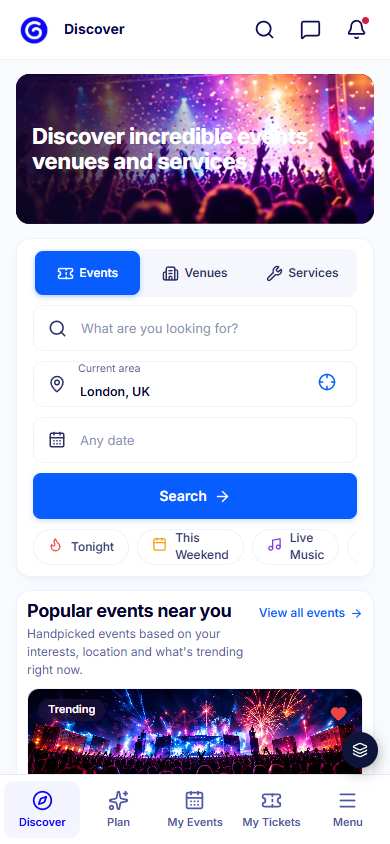 Discover
Discover incredible events
venues and services
Events
Venues
Services
What are you looking for?
Current area
London, UK
Any date
Search
Tonight
This
Weekend
Live
Music
Popular events near you
View all events
Handpicked events based on your
interests, location and what's trending
right now.
Trending
Discover
Plan
My Events
My Tickets
Menu